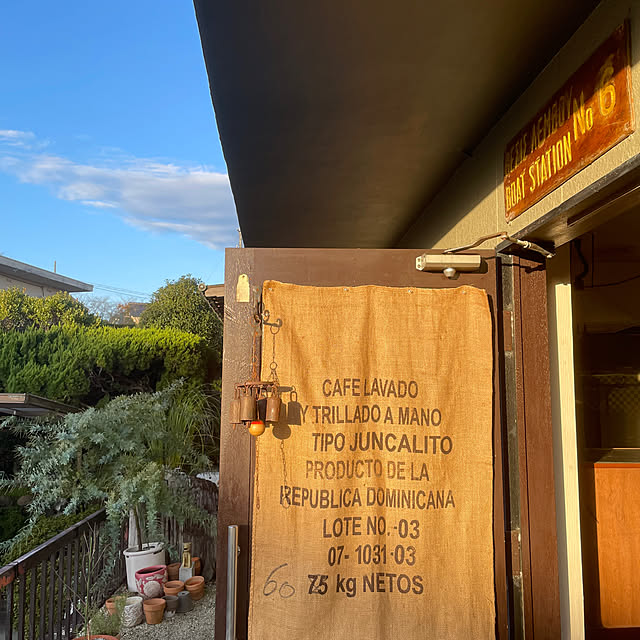 BOAT STATION No 6
CAFE LAVADO
Y TRILLADO A MANO
TIPO JUNCALITO
PRODUCTO DE LA
REPUBLICA DOMINICANA
LOTE NO.-03
07-1031-03
60 75 kg NETOS